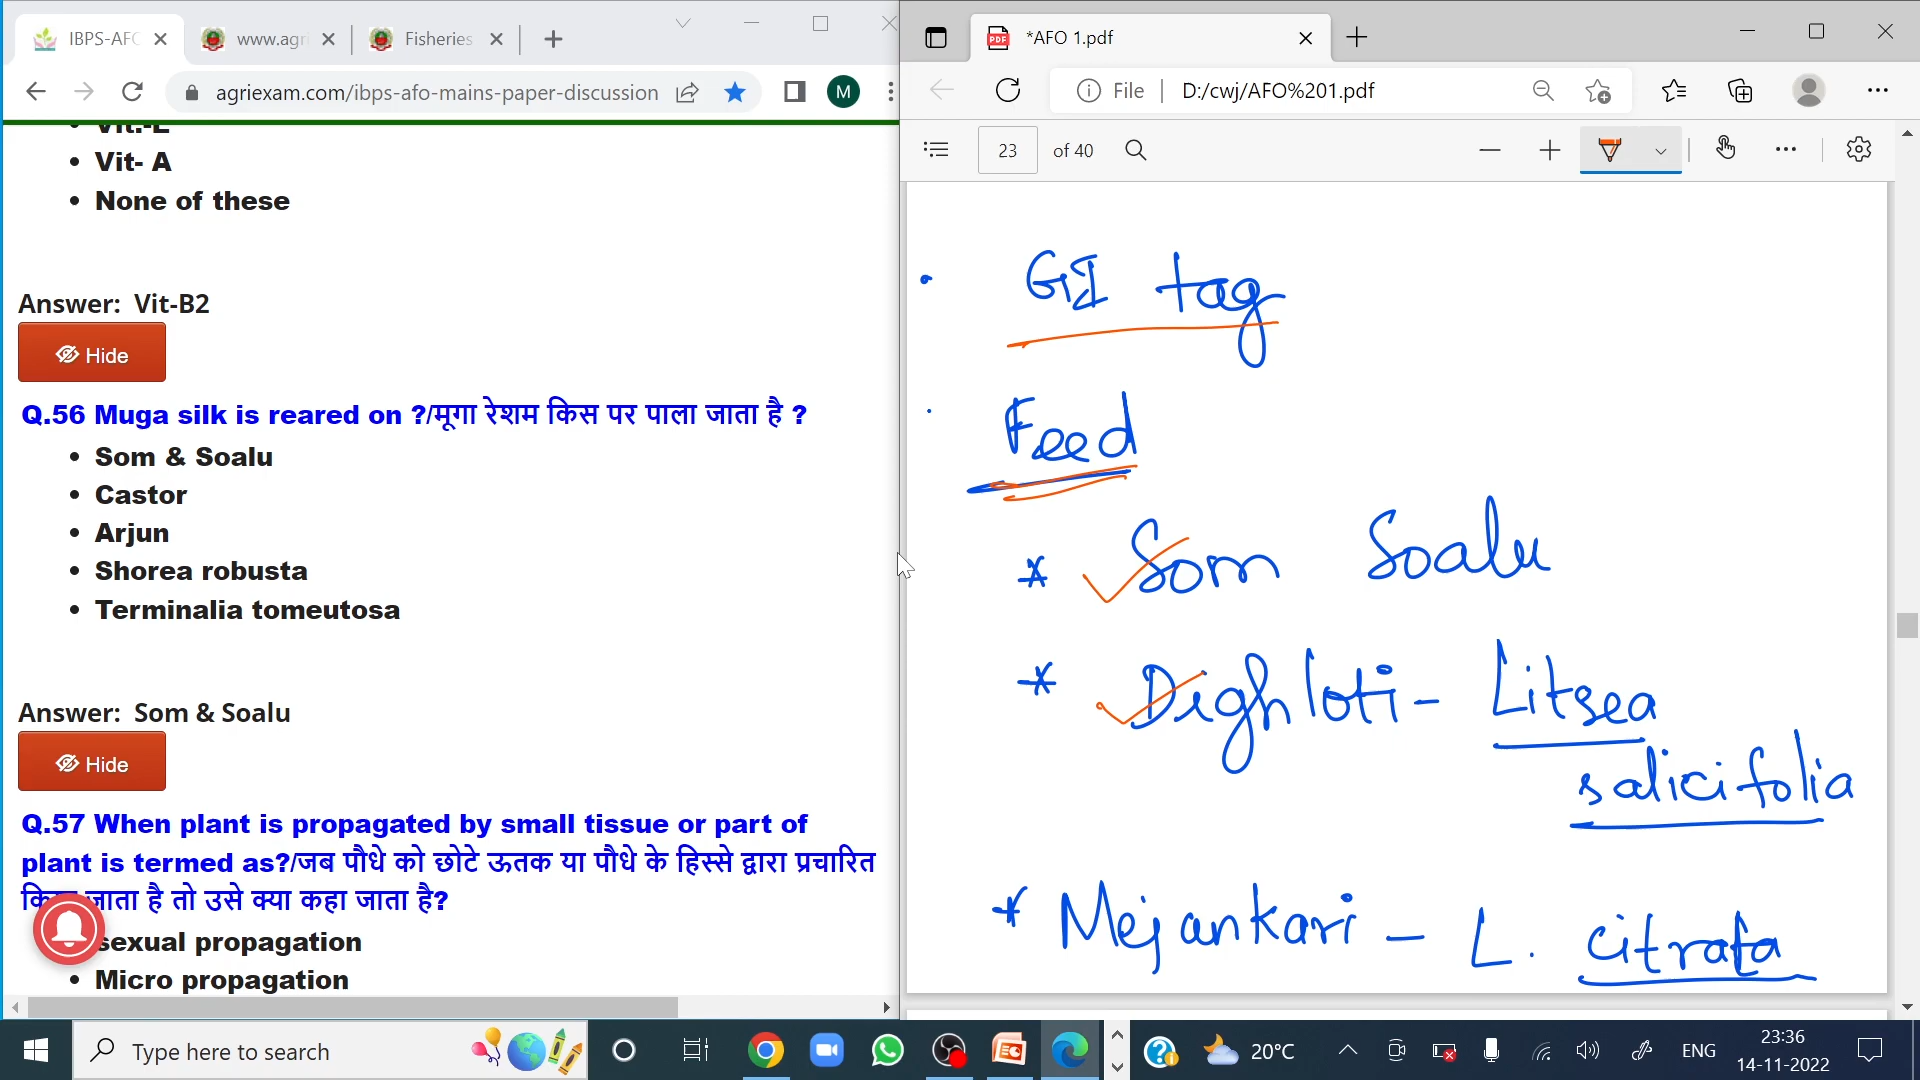 IBPS-AFC
www.agri
Fisheries
agriexam.com/ibps-afo-mains-paper-discussion
M
Vit.-E
Vit- A
None of these
Answer: Vit-B2
Hide
Q.56 Muga silk is reared on ?/मूगा रेशम किस पर पाला जाता है ?
Som & Soalu
Castor
Arjun
Shorea robusta
Terminalia tomeutosa
Answer: Som & Soalu
Hide
Q.57 When plant is propagated by small tissue or part of
plant is termed as?/जब पौधे को छोटे ऊतक या पौधे के हिस्से द्वारा प्रचारित
जाता है तो उसे क्या कहा जाता है?
sexual propagation
Micro propagation
*AFO 1.pdf
File
D:/cwj/AFO%201.pdf
23 of 40
GI tag
Feed
* Som Soalu
* Dighloti - Litsea
salicifolia
* Mejankari - L. citrata
Type here to search
20°C
ENG
23:36
14-11-2022